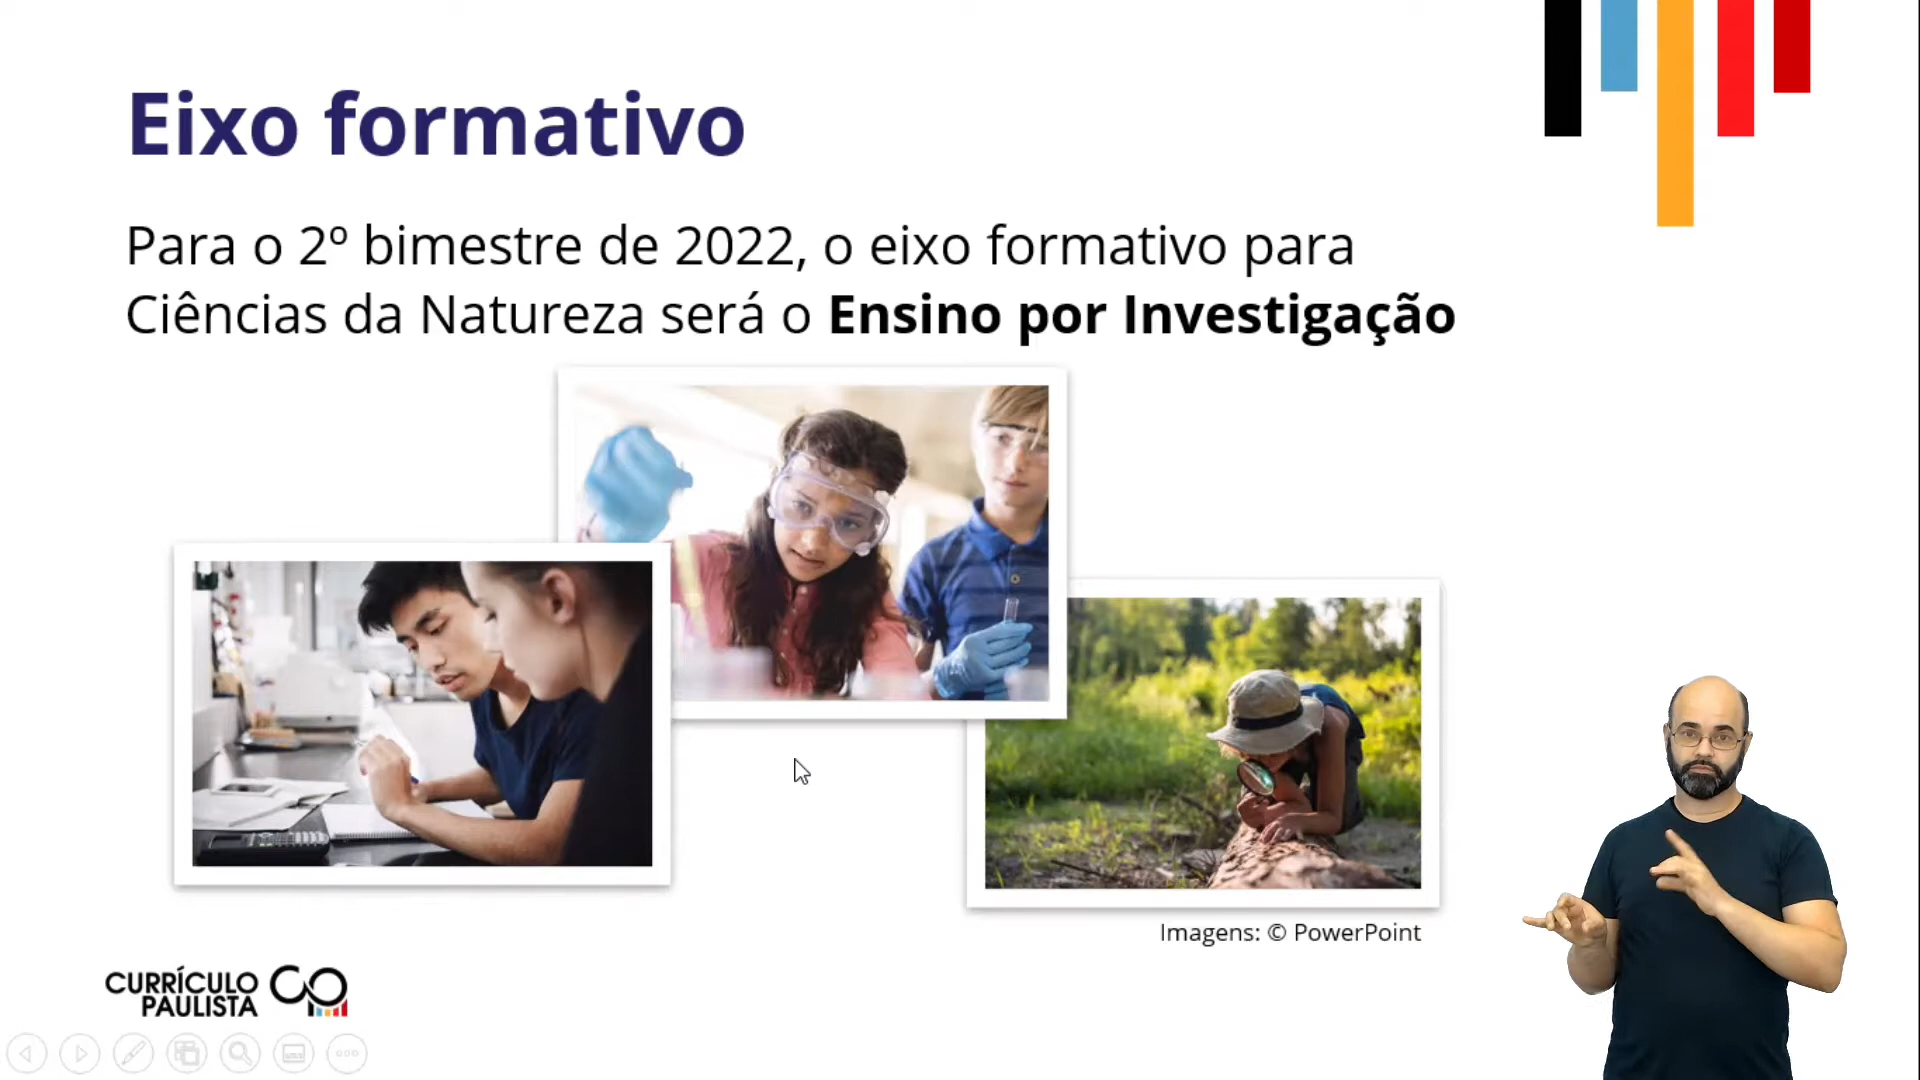 Eixo formativo
Para o 2º bimestre de 2022, o eixo formativo para
Ciências da Natureza será o Ensino por Investigação
Imagens: © PowerPoint
CURRÍCULO
PAULISTA